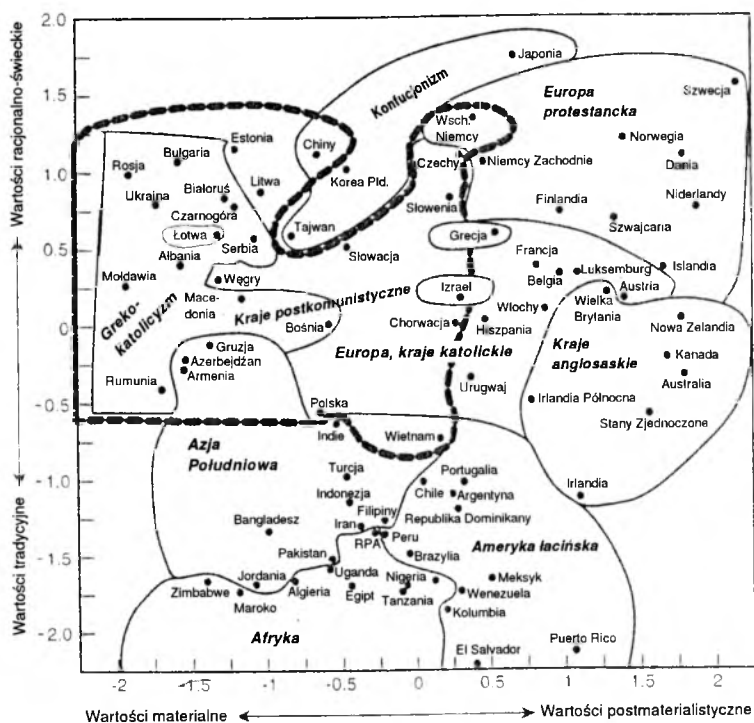 Wartości racjonalno-świeckie
Wartości tradycyjne
2.0
1.5
1.0
0.5
0
-0.5
-1.0
-1.5
-2.0
Japonia
Konfucjonizm
Europa
protestancka
Szwecja
Wsch.
Niemcy
Norwegia
Estonia
Bułgaria
Chiny
Czechy
Niemcy Zachodnie
Dania
Rosja
Korea Płd.
Białoruś
Litwa
Ukraina
Czarnogóra
Słowenia
Finlandia
Niderlandy
Szwajcaria
Łotwa
Serbia
Tajwan
Grecja
Albania
Słowacja
Francja
Luksemburg
Islandia
Mołdawia
Węgry
Izrael
Belgia
Austria
Mace-
donia
Kraje postkomunistyczne
Włochy
Wielka
Brytania
Greko-
katolicyzm
Bośnia
Chorwacja
Hiszpania
Nowa Zelandia
Gruzja
Europa, kraje katolickie
Kraje
anglosaskie
Kanada
Azerbejdżan
Armenia
Australia
Rumunia
Urugwaj
Irlandia Północna
Polska
Stany Zjednoczone
Indie
Wietnam
Azja
Południowa
Turcja
Portugalia
Irlandia
Indonezja
Chile
Argentyna
Filipiny
Republika Dominikany
Bangladesz
Iran
RPA
Peru
Ameryka łacińska
Pakistan
Brazylia
Uganda
Nigeria
Meksyk
Zimbabwe
Jordania
Algieria
Egipt
Tanzania
Wenezuela
Maroko
Kolumbia
Afryka
El Salvador
Puerto Rico
-2
-1.5
-1.0
-0.5
0
0.5
1.0
1.5
2.0
Wartości materialne
Wartości postmaterialistyczne